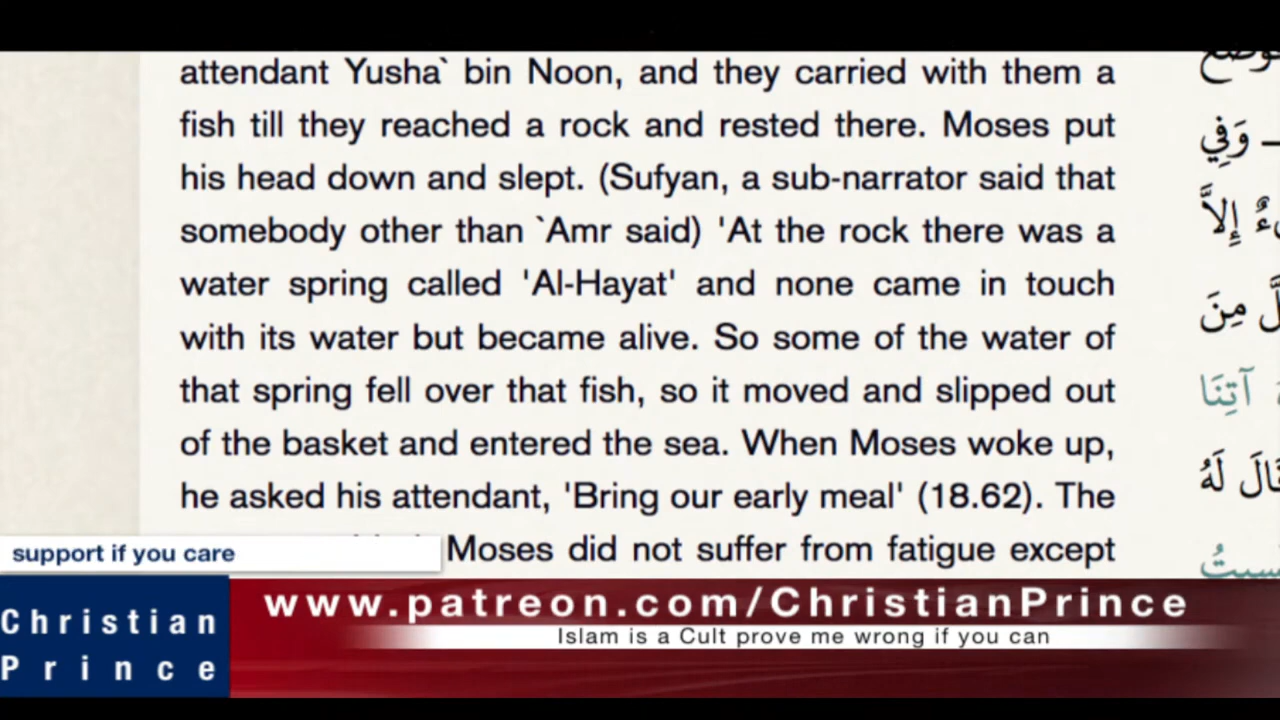 attendant Yusha` bin Noon, and they carried with them a
fish till they reached a rock and rested there. Moses put
his head down and slept. (Sufyan, a sub-narrator said that
somebody other than `Amr said) 'At the rock there was a
water spring called 'Al-Hayat' and none came in touch
with its water but became alive. So some of the water of
that spring fell over that fish, so it moved and slipped out
of the basket and entered the sea. When Moses woke up,
he asked his attendant, 'Bring our early meal' (18.62). The
Moses did not suffer from fatigue except
ـ وَفِي
إِلاَّ
مِنَ
آتِنَا
لَهُ
support if you care
Christian
Prince
www.patreon.com/ChristianPrince
Islam is a Cult prove me wrong if you can